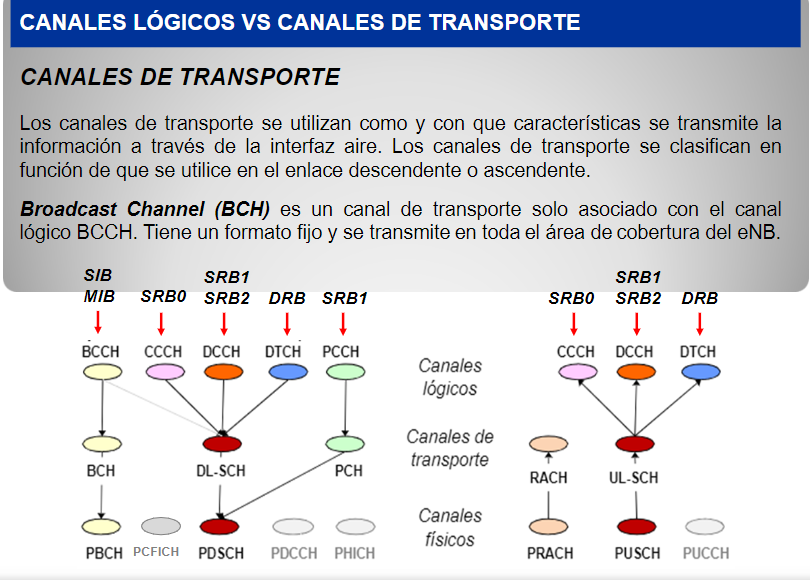 CANALES LÓGICOS VS CANALES DE TRANSPORTE
CANALES DE TRANSPORTE
Los canales de transporte se utilizan como y con que características se transmite la
información a través de la interfaz aire. Los canales de transporte se clasifican en
función de que se utilice en el enlace descendente o ascendente.
Broadcast Channel (BCH) es un canal de transporte solo asociado con el canal
lógico BCCH. Tiene un formato fijo y se transmite en toda el área de cobertura del eNB.
SIB SRB1 SRB1
MIB SRB0 SRB2 DRB SRB1 SRB0 SRB2 DRB
BCCH CCCH DCCH DTCH PCCH CCCH DCCH DTCH
Canales
lógicos
Canales de
transporte
BCH DL-SCH PCH RACH UL-SCH
Canales
físicos
PBCH PCFICH PDSCH PDCCH PHICH PRACH PUSCH PUCCH